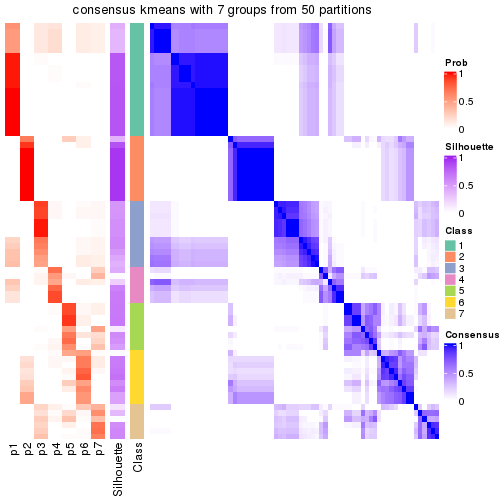 consensus kmeans with 7 groups from 50 partitions
Prob
1
0.5
0
Silhouette
1
0.5
0
Class
1
2
3
4
5
6
7
Consensus
1
0.5
0
p1
p2
p3
p4
p5
p6
p7
Silhouette
Class